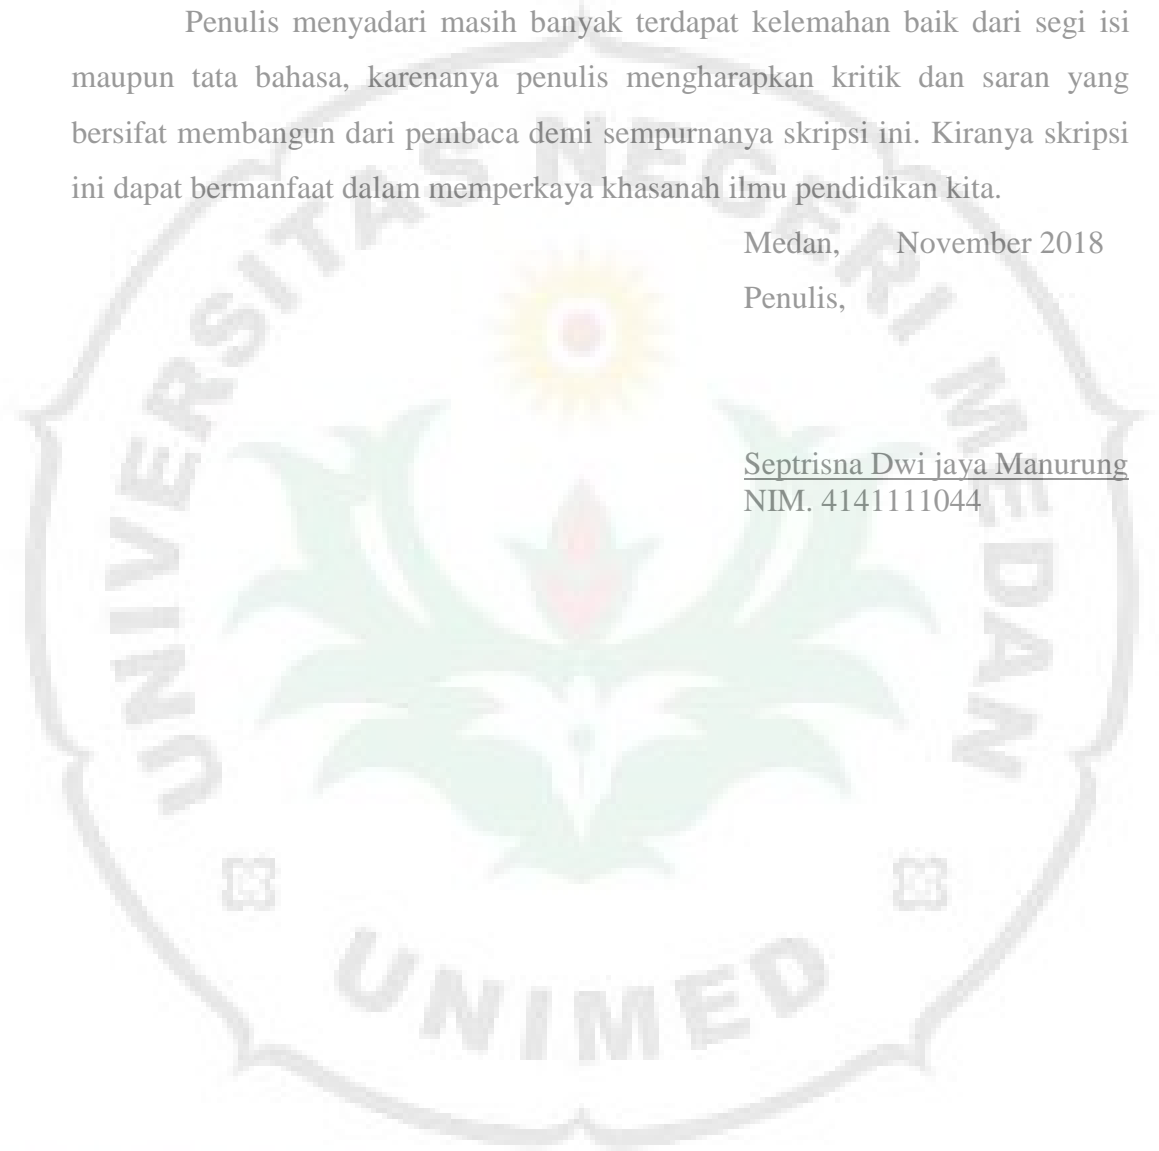 Penulis menyadari masih banyak terdapat kelemahan baik dari segi isi
maupun tata bahasa, karenanya penulis mengharapkan kritik dan saran yang
bersifat membangun dari pembaca demi sempurnanya skripsi ini. Kiranya skripsi
ini dapat bermanfaat dalam memperkaya khasanah ilmu pendidikan kita.
Medan, November 2018
Penulis,
Septrisna Dwi jaya Manurung
NIM. 4141111044
UNIVERSITAS NEGERI MEDAN
UNIMED